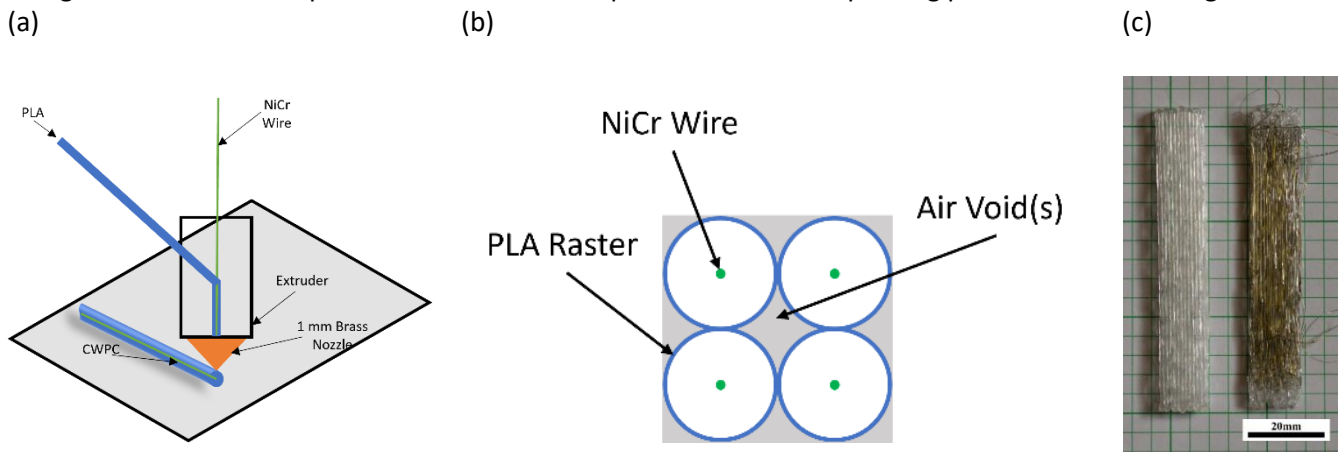 (a)
(b)
(c)
PLA
NiCr
Wire
Extruder
1 mm Brass
Nozzle
CWPC
NiCr Wire
Air Void(s)
PLA Raster
20mm